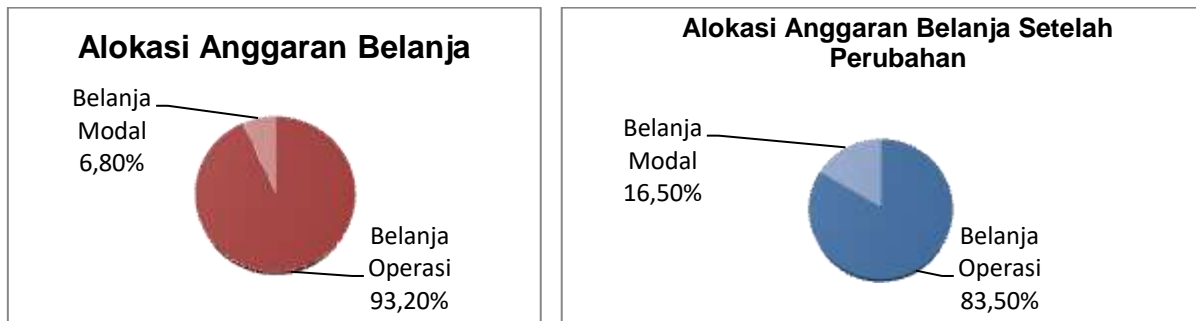 Alokasi Anggaran Belanja
Belanja
Modal
6,80%
Belanja
Operasi
93,20%
Alokasi Anggaran Belanja Setelah
Perubahan
Belanja
Modal
16,50%
Belanja
Operasi
83,50%